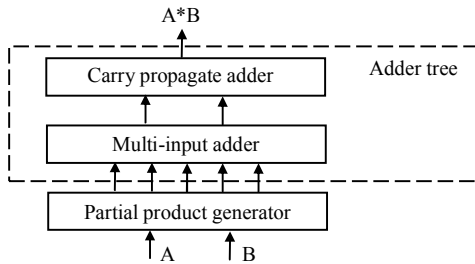 A*B
Adder tree
Carry propagate adder
Multi-input adder
Partial product generator
A B